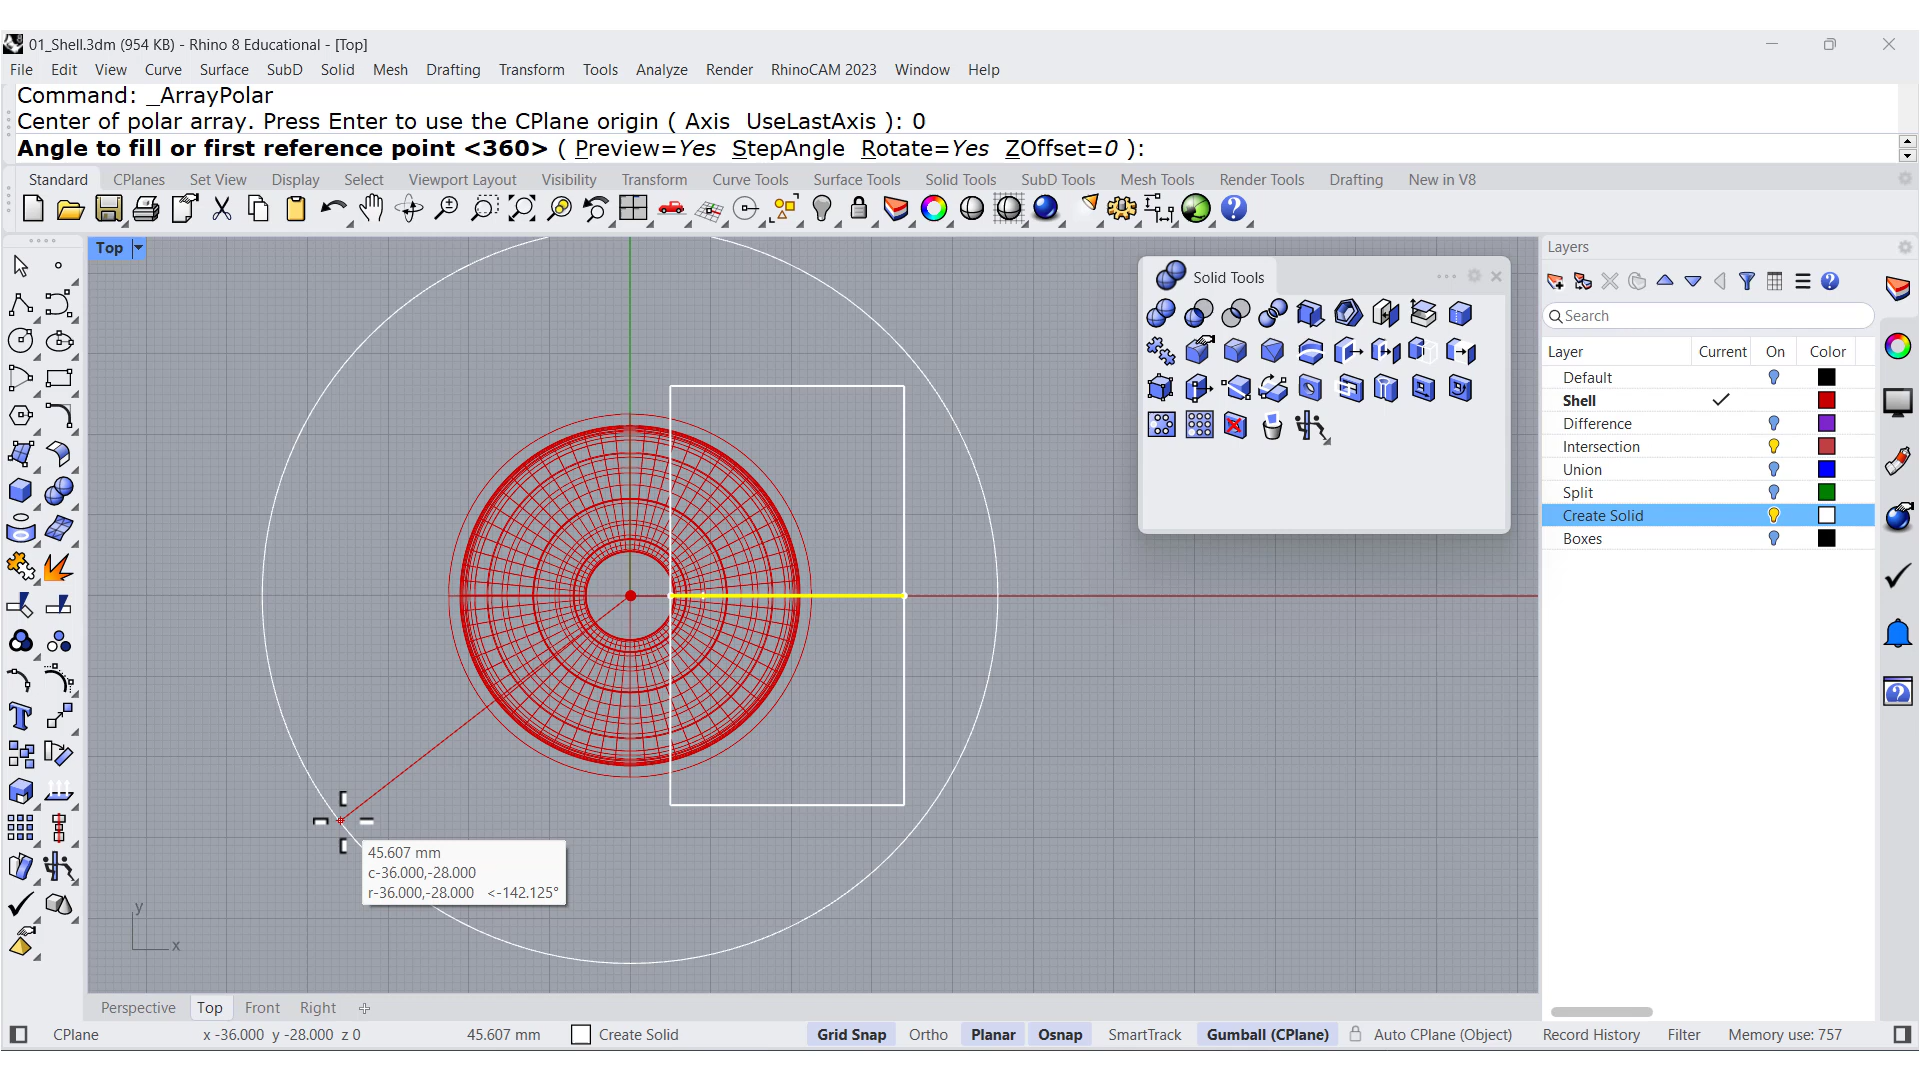 01_Shell.3dm (954 KB) - Rhino 8 Educational - [Top]
File Edit View Curve Surface SubD Solid Mesh Drafting Transform Tools Analyze Render RhinoCAM 2023 Window Help
Command: _ArrayPolar
Center of polar array. Press Enter to use the CPlane origin ( Axis UseLastAxis ): 0
Angle to fill or first reference point <360> ( Preview=Yes StepAngle Rotate=Yes ZOffset=0 ):
Standard CPlanes Set View Display Select Viewport Layout Visibility Transform Curve Tools Surface Tools Solid Tools SubD Tools Mesh Tools Render Tools Drafting New in V8
Top
Solid Tools
Layers
Search
Layer Current On Color
Default
Shell
Difference
Intersection
Union
Split
Create Solid
Boxes
45.607 mm
c-36.000,-28.000
r-36.000,-28.000 <-142.125°
y
x
Perspective Top Front Right
CPlane x -36.000 y -28.000 z 0 45.607 mm Create Solid Grid Snap Ortho Planar Osnap SmartTrack Gumball (CPlane) Auto CPlane (Object) Record History Filter Memory use: 757